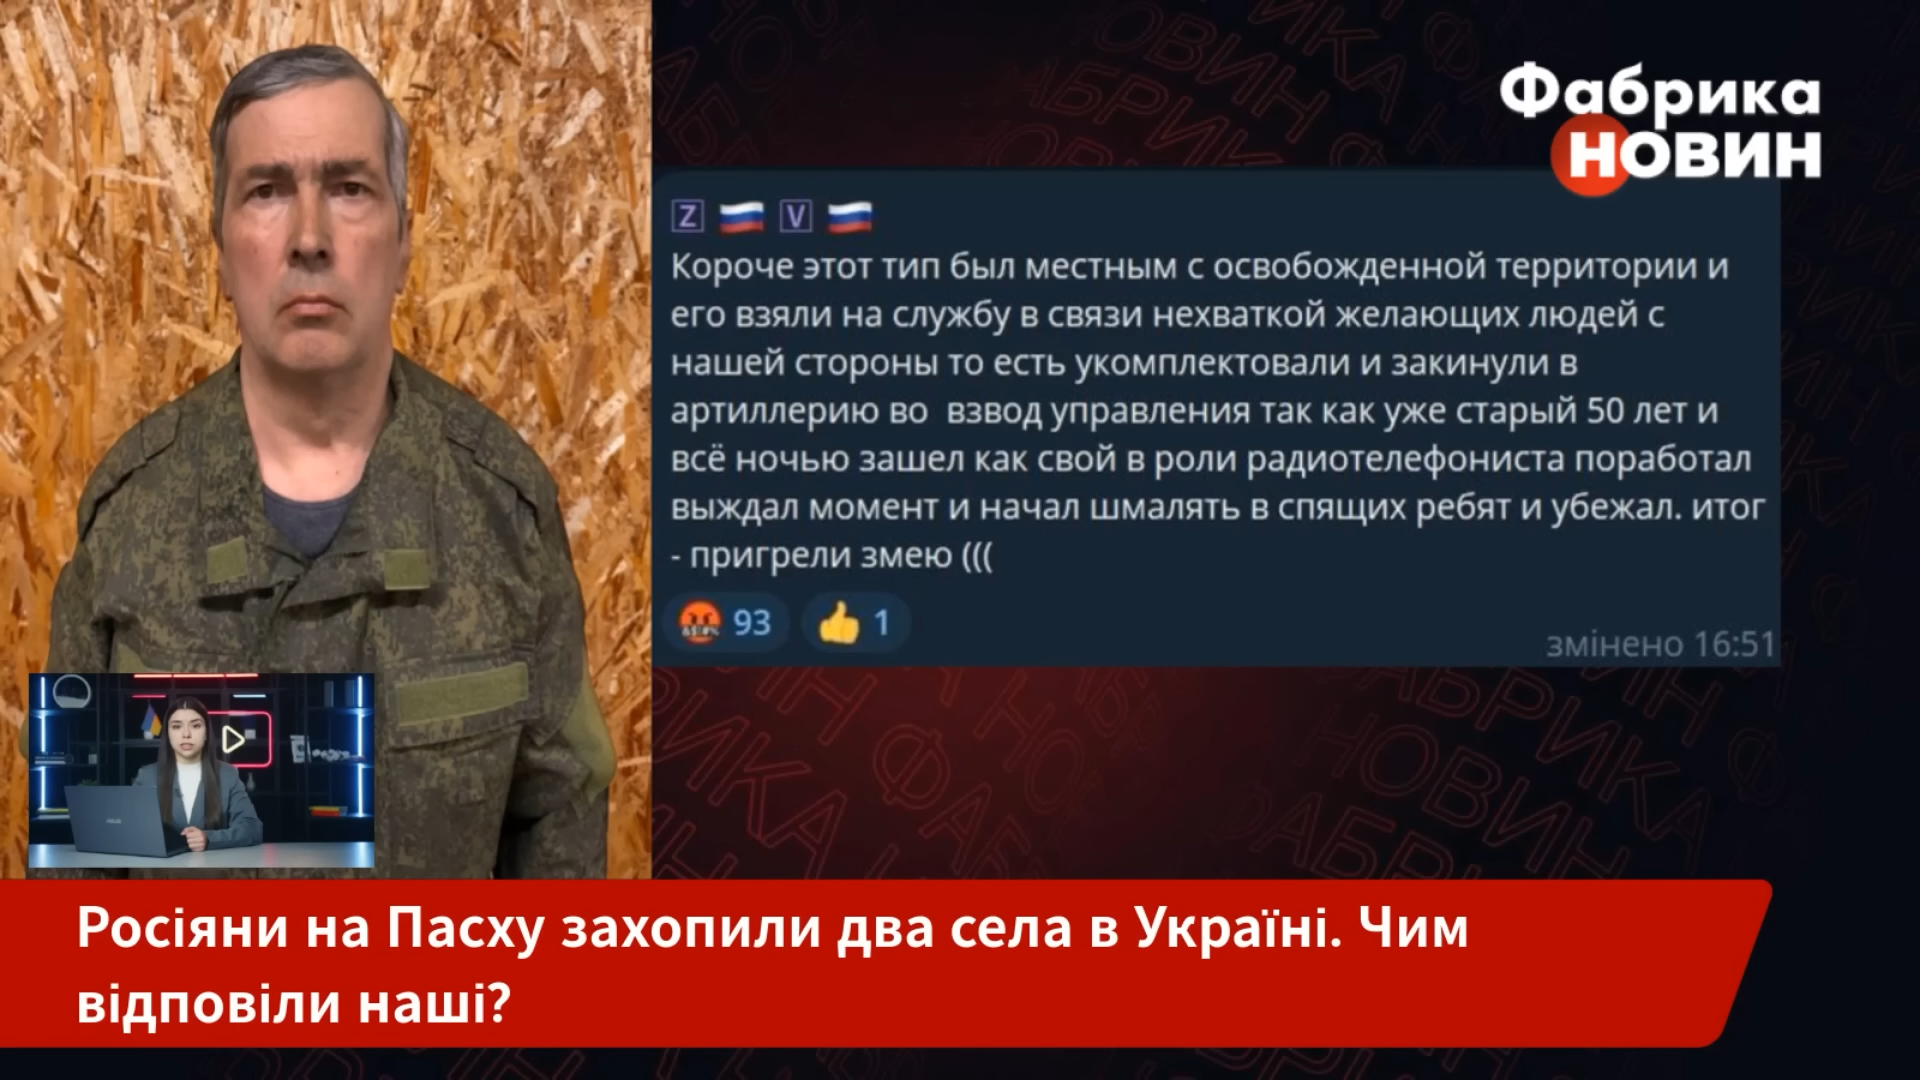 Фабрика
новин
Z 🇷🇺 V 🇷🇺
Короче этот тип был местным с освобожденной территории и
его взяли на службу в связи нехваткой желающих людей с
нашей стороны то есть укомплектовали и закинули в
артиллерию во  взвод управления так как уже старый 50 лет и
всё ночью зашел как свой в роли радиотелефониста поработал
выждал момент и начал шмалять в спящих ребят и убежал. итог
- пригрели змею (((
93 1
змінено 16:51
Росіяни на Пасху захопили два села в Україні. Чим
відповіли наші?